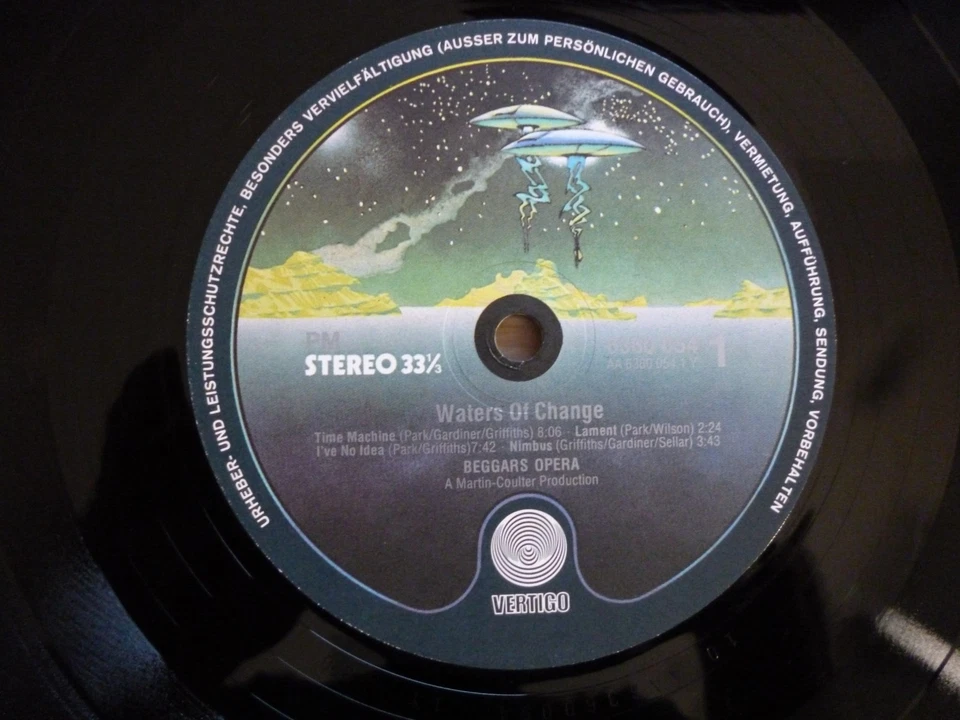 URHEBER- UND LEISTUNGSSCHUTZRECHTE, BESONDERS VERVIELFÄLTIGUNG (AUSSER ZUM PERSÖNLICHEN GEBRAUCH), VERMIETUNG, AUFFÜHRUNG, SENDUNG, VORBEHALTEN
PM
STEREO 33⅓
1
Waters Of Change
Time Machine (Park/Gardiner/Griffiths) 8:06 · Lament (Park/Wilson) 2:24
I've No Idea (Park/Griffiths)7:42 · Nimbus (Griffiths/Gardiner/Sellar) 3:43
BEGGARS OPERA
A Martin-Coulter Production
VERTIGO